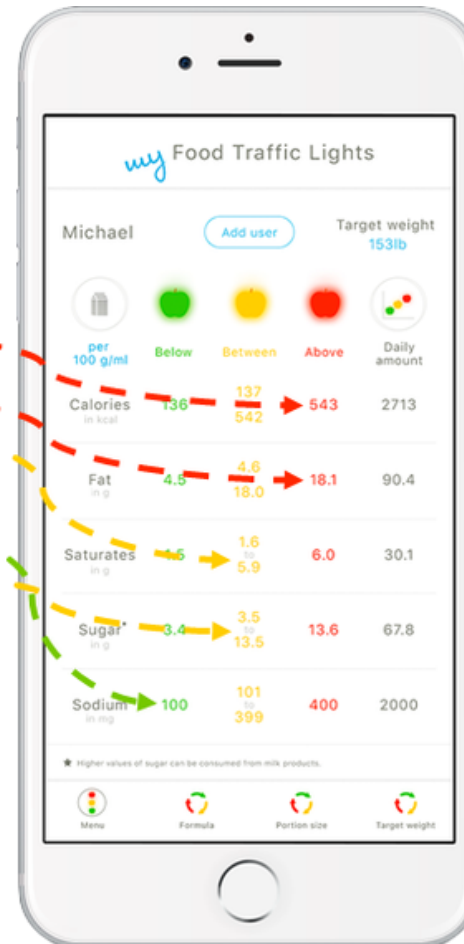 my Food Traffic Lights
Michael
Add user
Target weight
153lb
per
100 g/ml
Below
Between
Above
Daily
amount
Calories
in kcal
136
137
542
543
2713
Fat
in g
4.5
4.6
18.0
18.1
90.4
Saturates
in g
1.5
1.6
to
5.9
6.0
30.1
Sugar*
in g
3.4
3.5
to
13.5
13.6
67.8
Sodium
in mg
100
101
to
399
400
2000
* Higher values of sugar can be consumed from milk products.
Menu
Formula
Portion size
Target weight